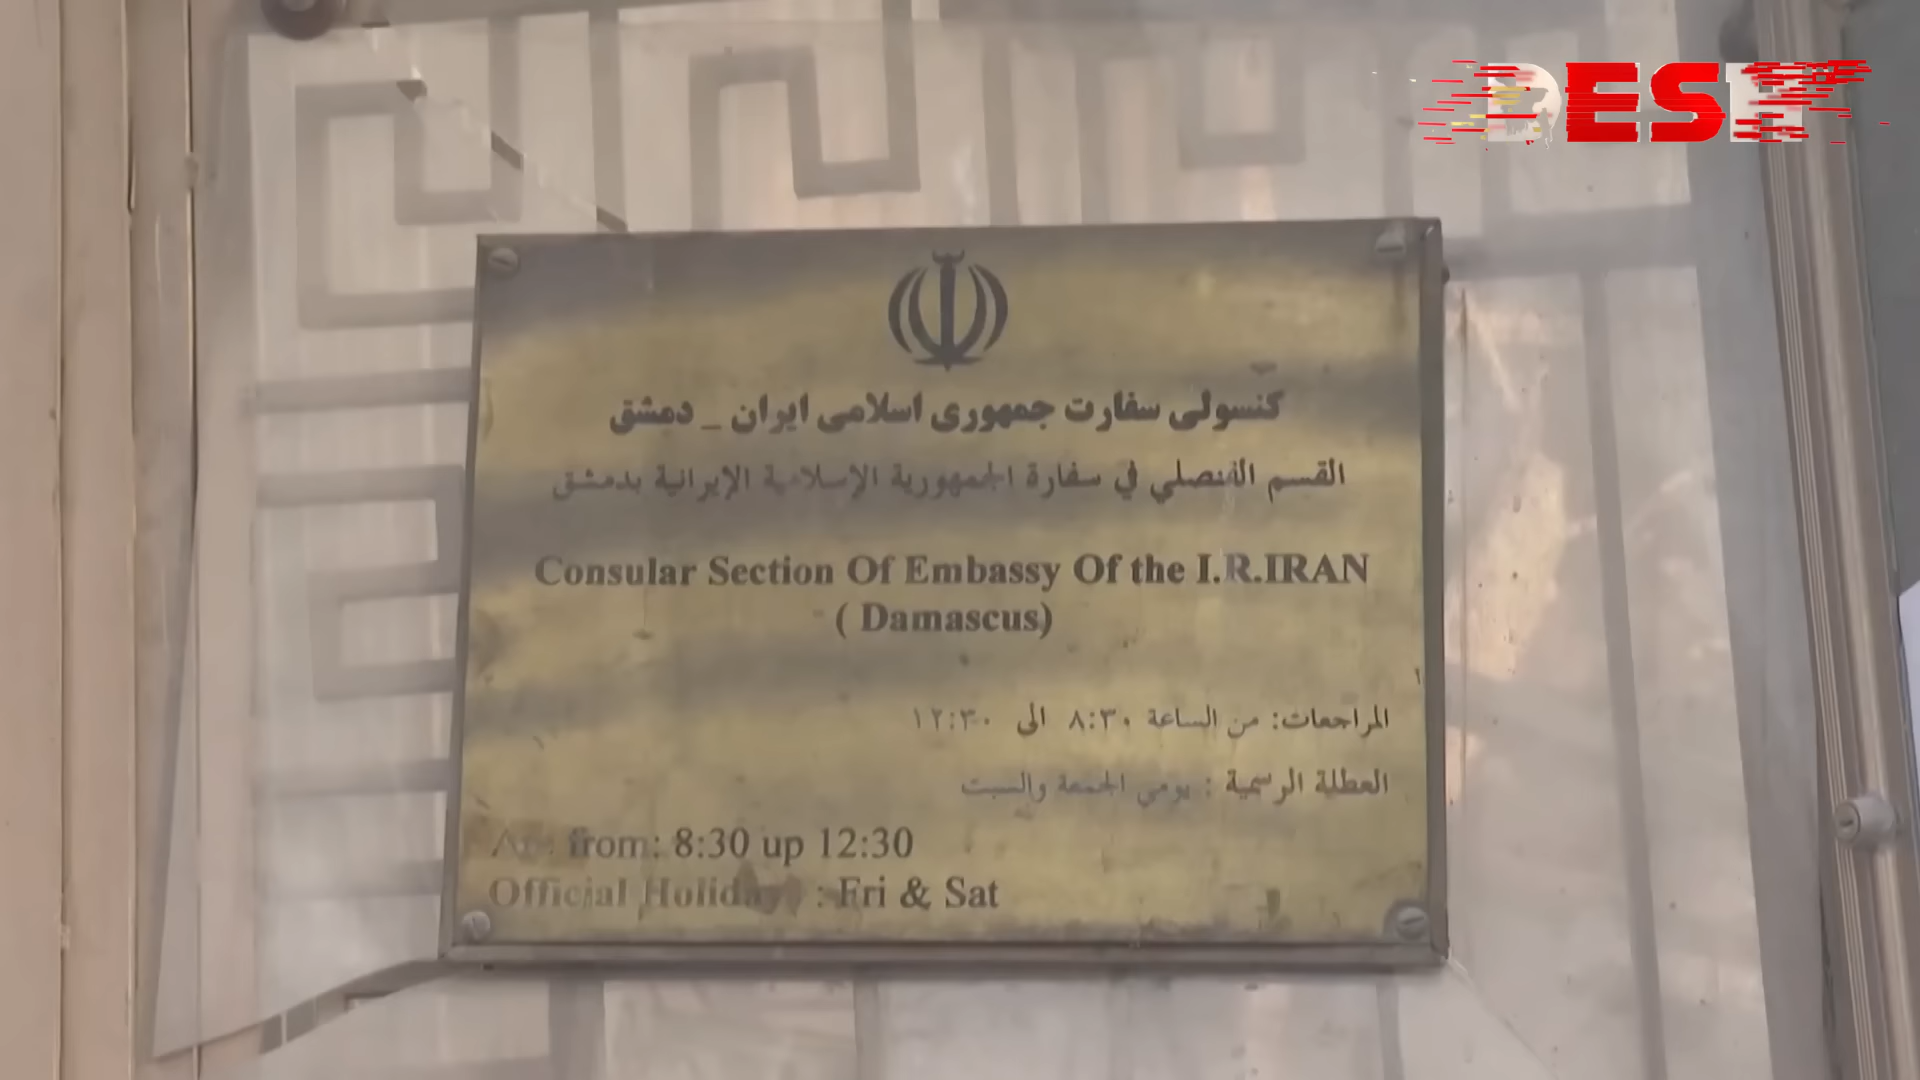 DESH
کنسولی سفارت جمهوری اسلامی ایران _ دمشق
القسم القنصلي في سفارة الجمهورية الإسلامية الإيرانية بدمشق
Consular Section Of Embassy Of the I.R.IRAN
( Damascus)
المراجعات: من الساعة ٨:٣٠ الى ١٢:٣٠
العطلة الرسمية : يومي الجمعة والسبت
from: 8:30 up 12:30
Official Holiday : Fri & Sat